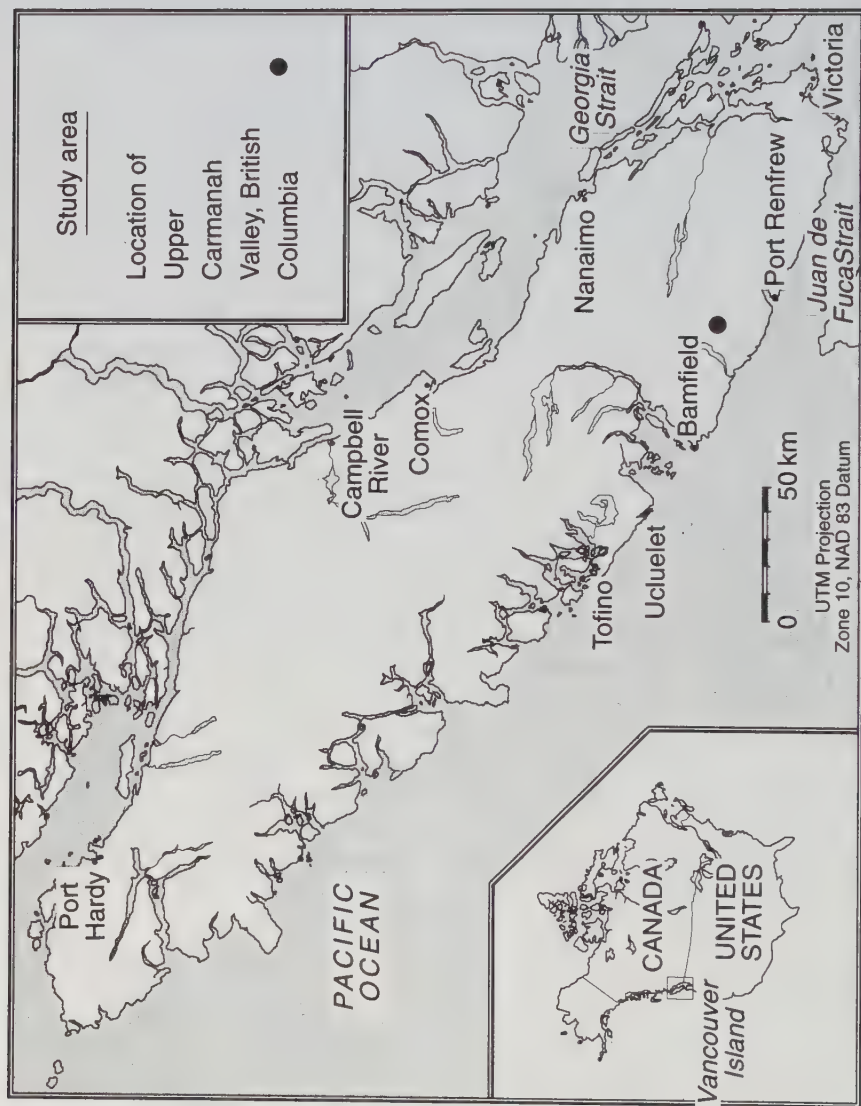 Study area
Location of
Upper
Carmanah
Valley, British
Columbia
Port
Hardy
PACIFIC
OCEAN
Campbell
River
Comox
Tofino
Ucluelet
Bamfield
Nanaimo
Georgia
Strait
Port Renfrew
Juan de
FucaStrait
Victoria
0
50 km
UTM Projection
Zone 10, NAD 83 Datum
CANADA
UNITED
STATES
Vancouver
Island